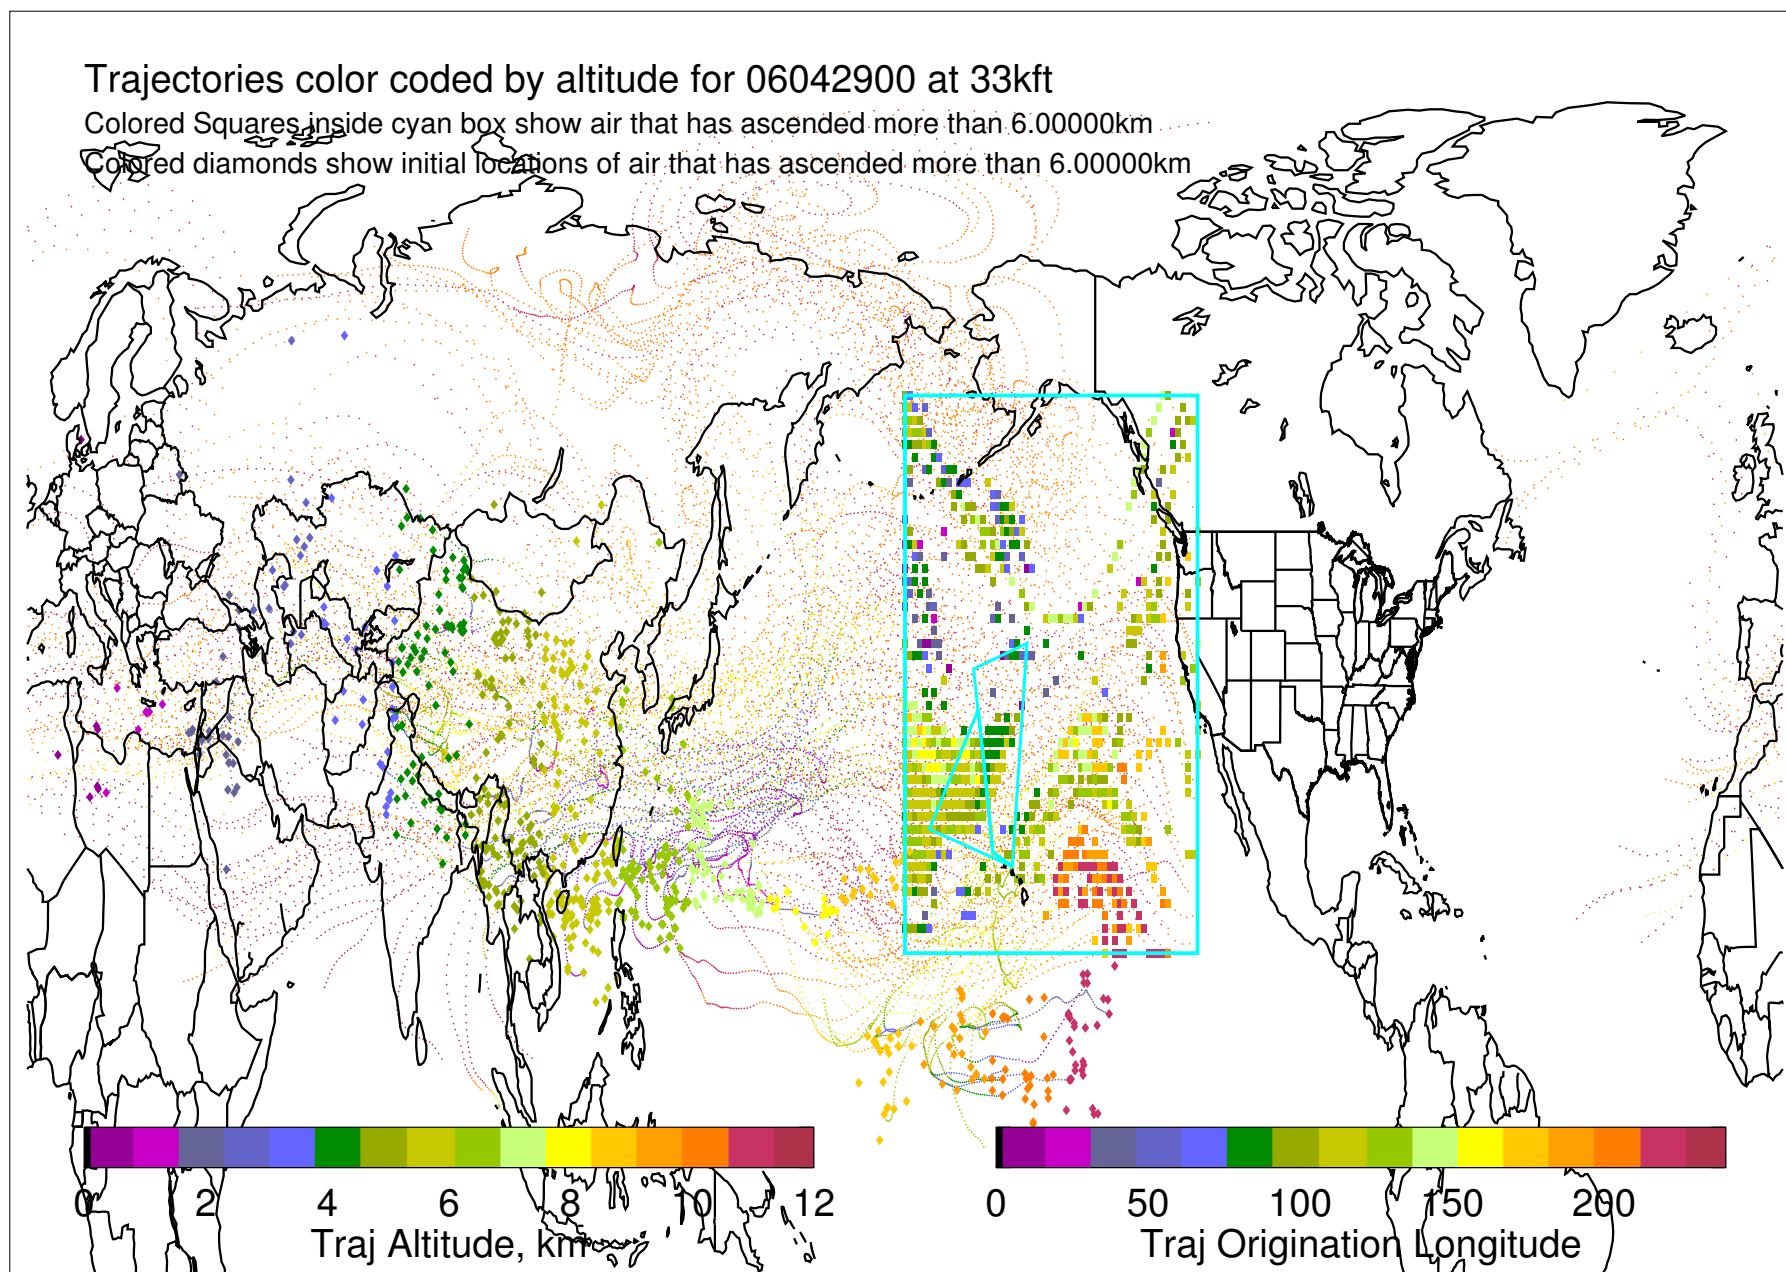 Trajectories color coded by altitude for 06042900 at 33kft
Colored Squares inside cyan box show air that has ascended more than 6.00000km
Colored diamonds show initial locations of air that has ascended more than 6.00000km
0 2 4 6 8 10 12
Traj Altitude, km
0 50 100 150 200
Traj Origination Longitude